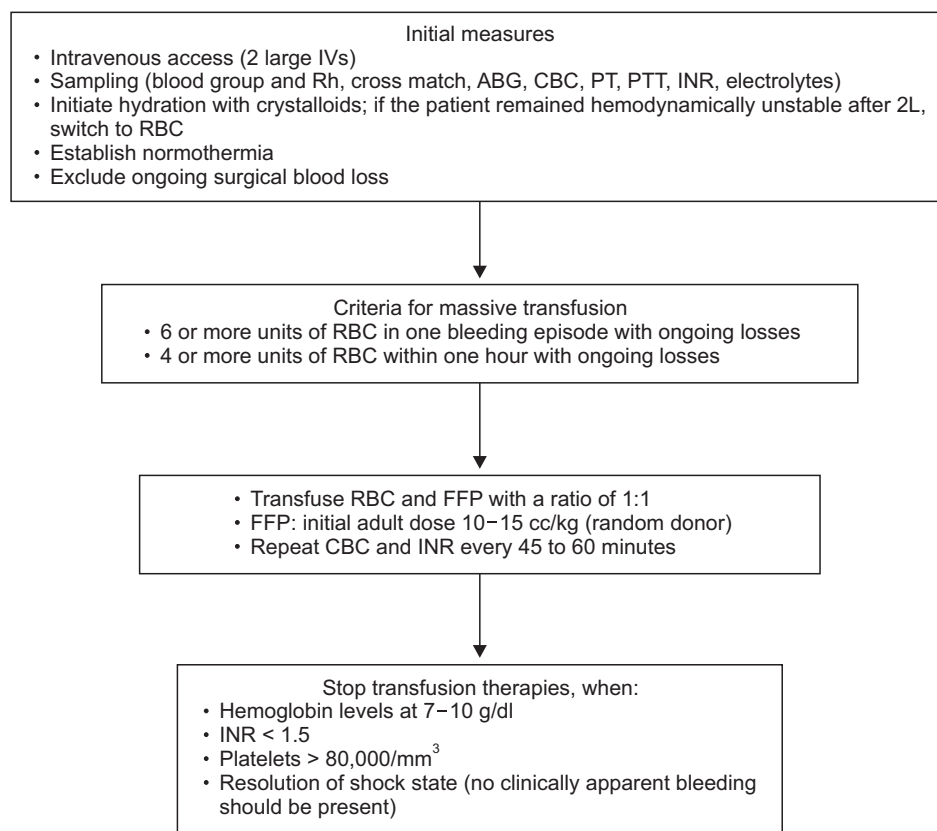 Initial measures
• Intravenous access (2 large IVs)
• Sampling (blood group and Rh, cross match, ABG, CBC, PT, PTT, INR, electrolytes)
• Initiate hydration with crystalloids; if the patient remained hemodynamically unstable after 2L,
switch to RBC
• Establish normothermia
• Exclude ongoing surgical blood loss
Criteria for massive transfusion
• 6 or more units of RBC in one bleeding episode with ongoing losses
• 4 or more units of RBC within one hour with ongoing losses
• Transfuse RBC and FFP with a ratio of 1:1
• FFP: initial adult dose 10−15 cc/kg (random donor)
• Repeat CBC and INR every 45 to 60 minutes
Stop transfusion therapies, when:
• Hemoglobin levels at 7−10 g/dl
• INR < 1.5
• Platelets > 80,000/mm³
• Resolution of shock state (no clinically apparent bleeding
should be present)